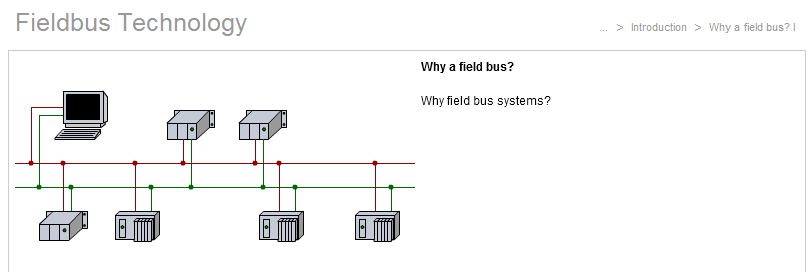 Fieldbus Technology
... > Introduction > Why a field bus? I
Why a field bus?
Why field bus systems?